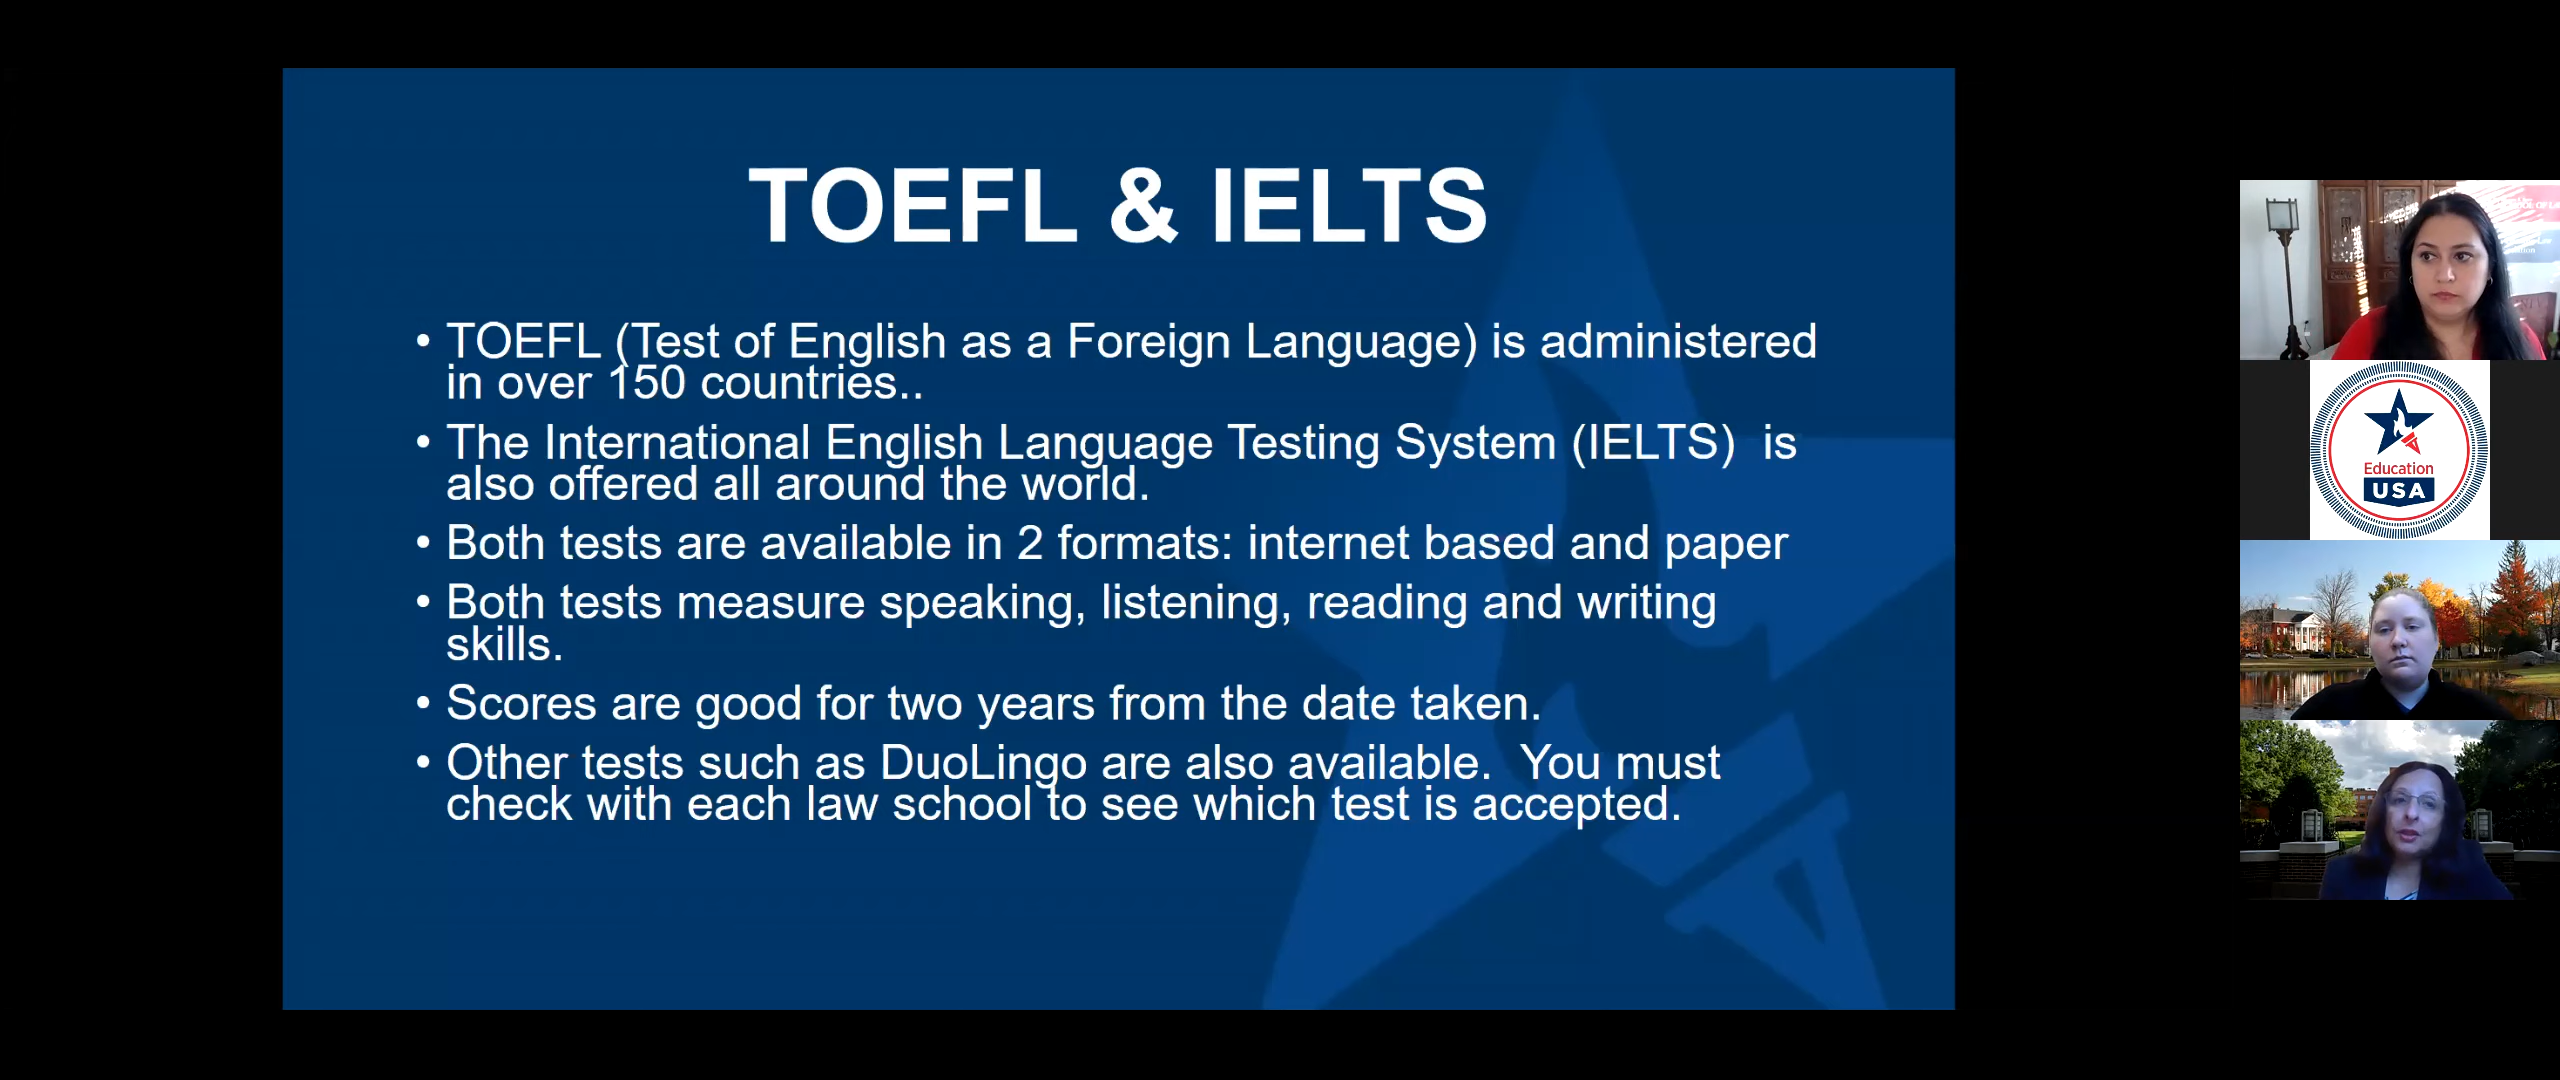 TOEFL & IELTS
• TOEFL (Test of English as a Foreign Language) is administered
in over 150 countries..
• The International English Language Testing System (IELTS)  is
also offered all around the world.
• Both tests are available in 2 formats: internet based and paper
• Both tests measure speaking, listening, reading and writing
skills.
• Scores are good for two years from the date taken.
• Other tests such as DuoLingo are also available.  You must
check with each law school to see which test is accepted.
Education
USA